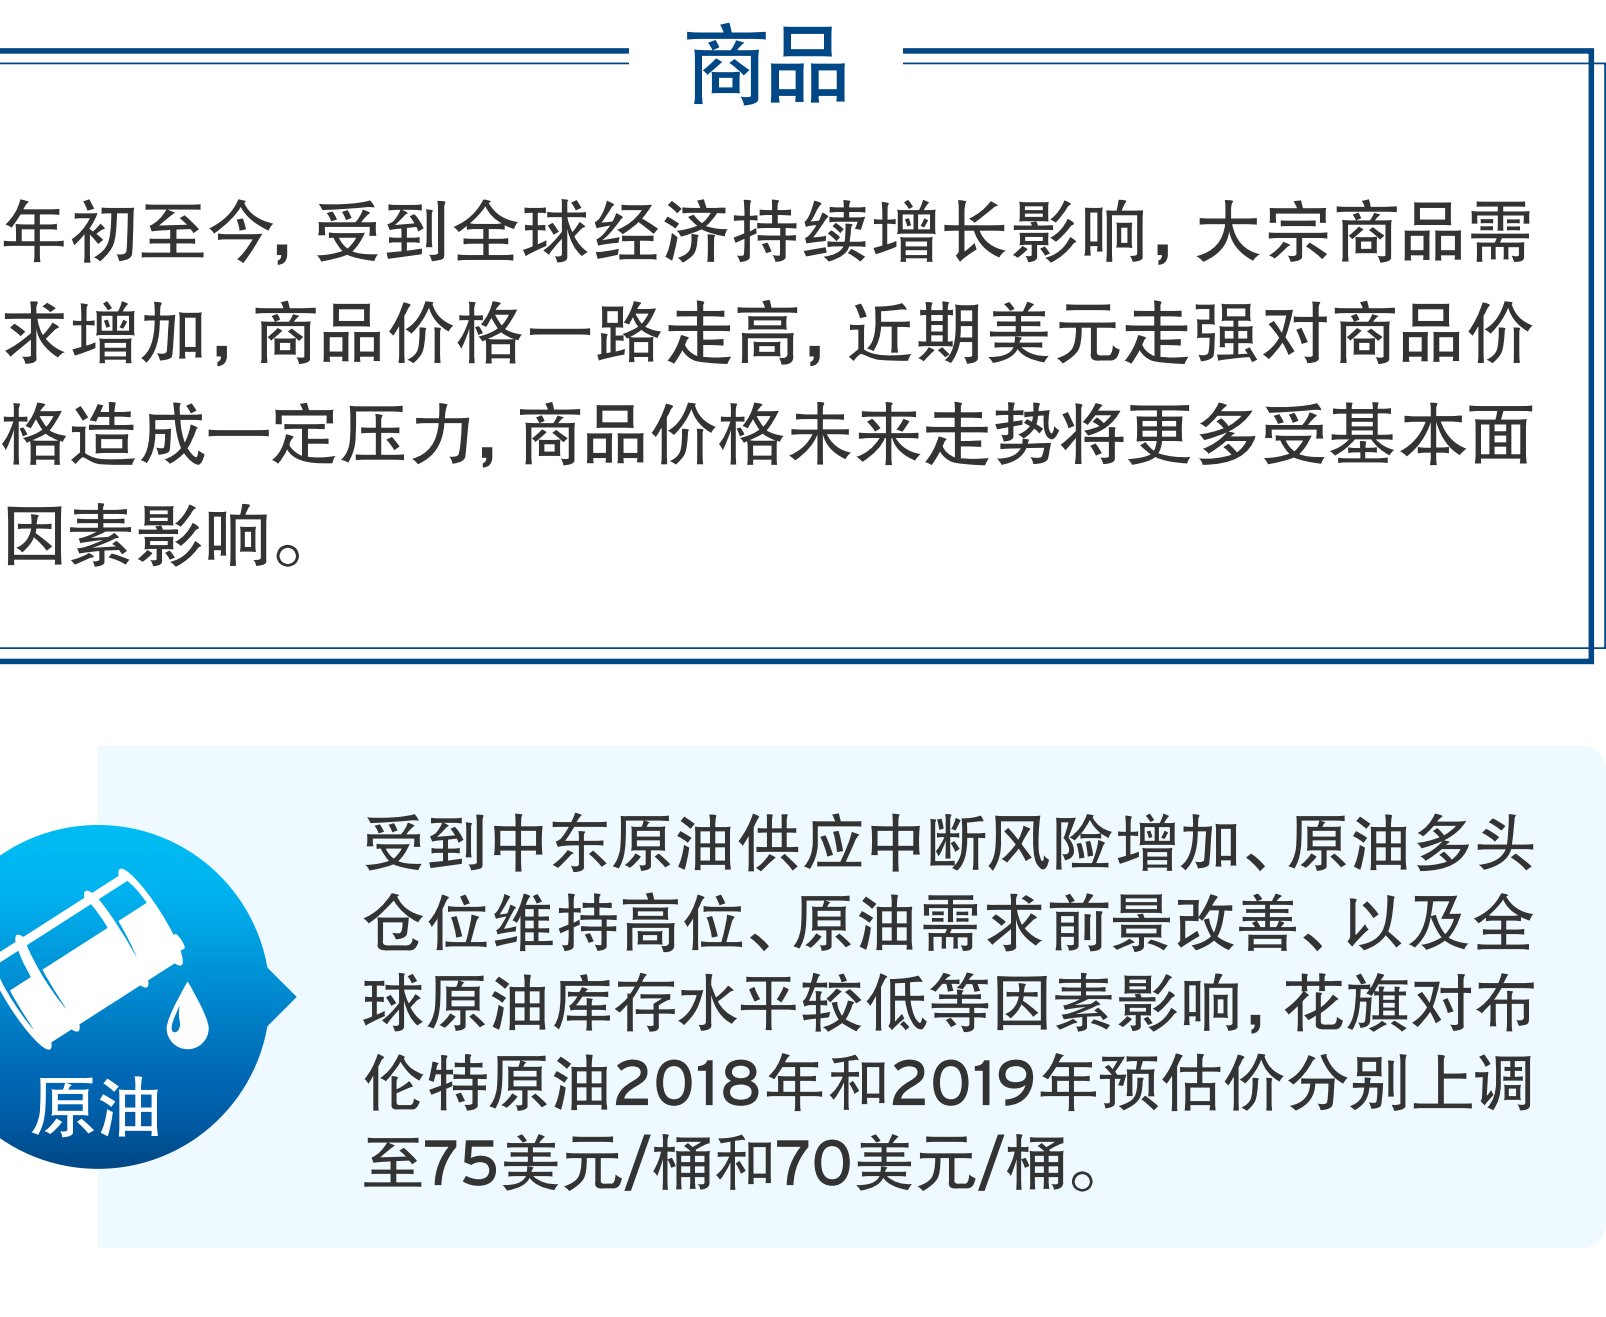 商品
年初至今，受到全球经济持续增长影响，大宗商品需
求增加，商品价格一路走高，近期美元走强对商品价
格造成一定压力，商品价格未来走势将更多受基本面
因素影响。
受到中东原油供应中断风险增加、原油多头
仓位维持高位、原油需求前景改善、以及全
球原油库存水平较低等因素影响，花旗对布
伦特原油2018年和2019年预估价分别上调
至75美元/桶和70美元/桶。
原油